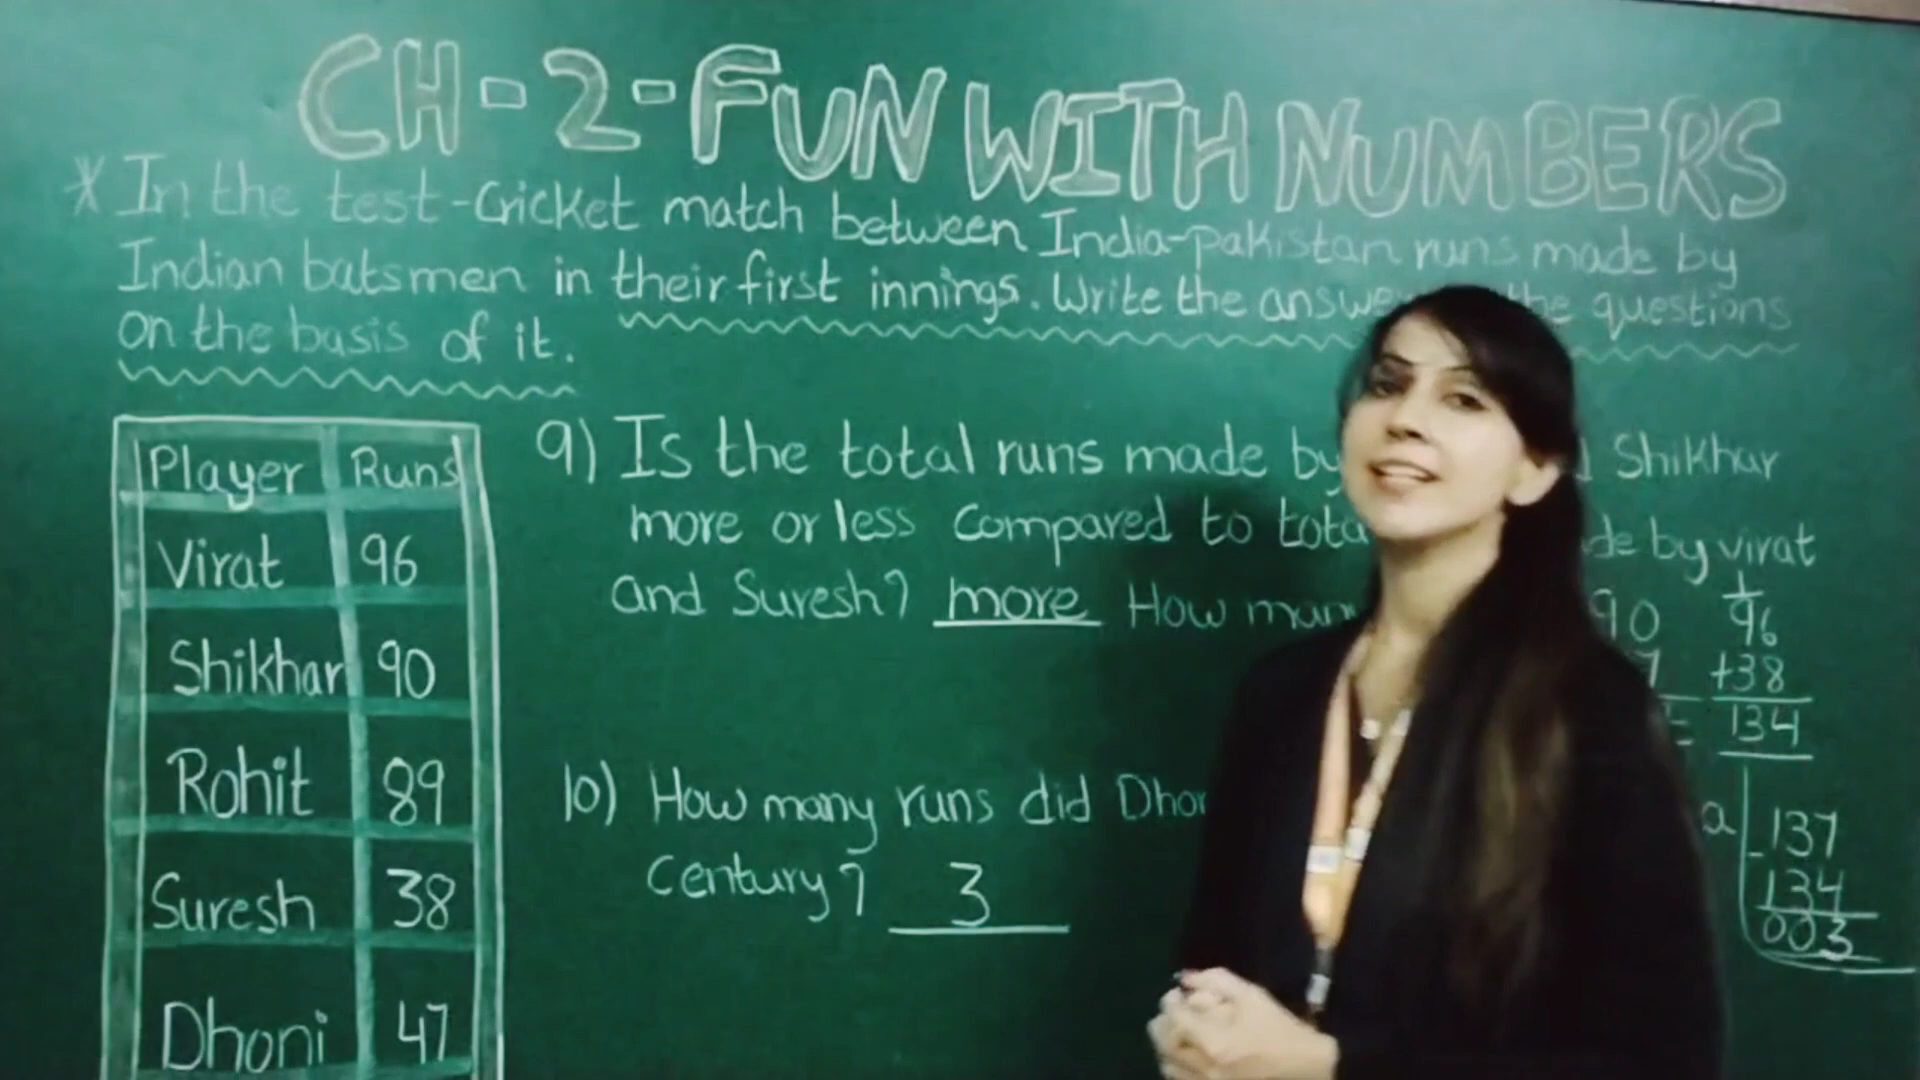 CH-2-FUN WITH NUMBERS
* In the test-Cricket match between India-pakistan runs made by
Indian batsmen in their first innings. Write the the questions
on the basis of it.
Player Runs
Virat 96
Shikhar 90
Rohit 89
Suresh 38
Dhoni 47
9) Is the total runs made by Shikhar
more or less Compared to by virat
and Suresh? more How many
90
1
96
+38
134
10) How many runs did
Century? 3
137
-134
003